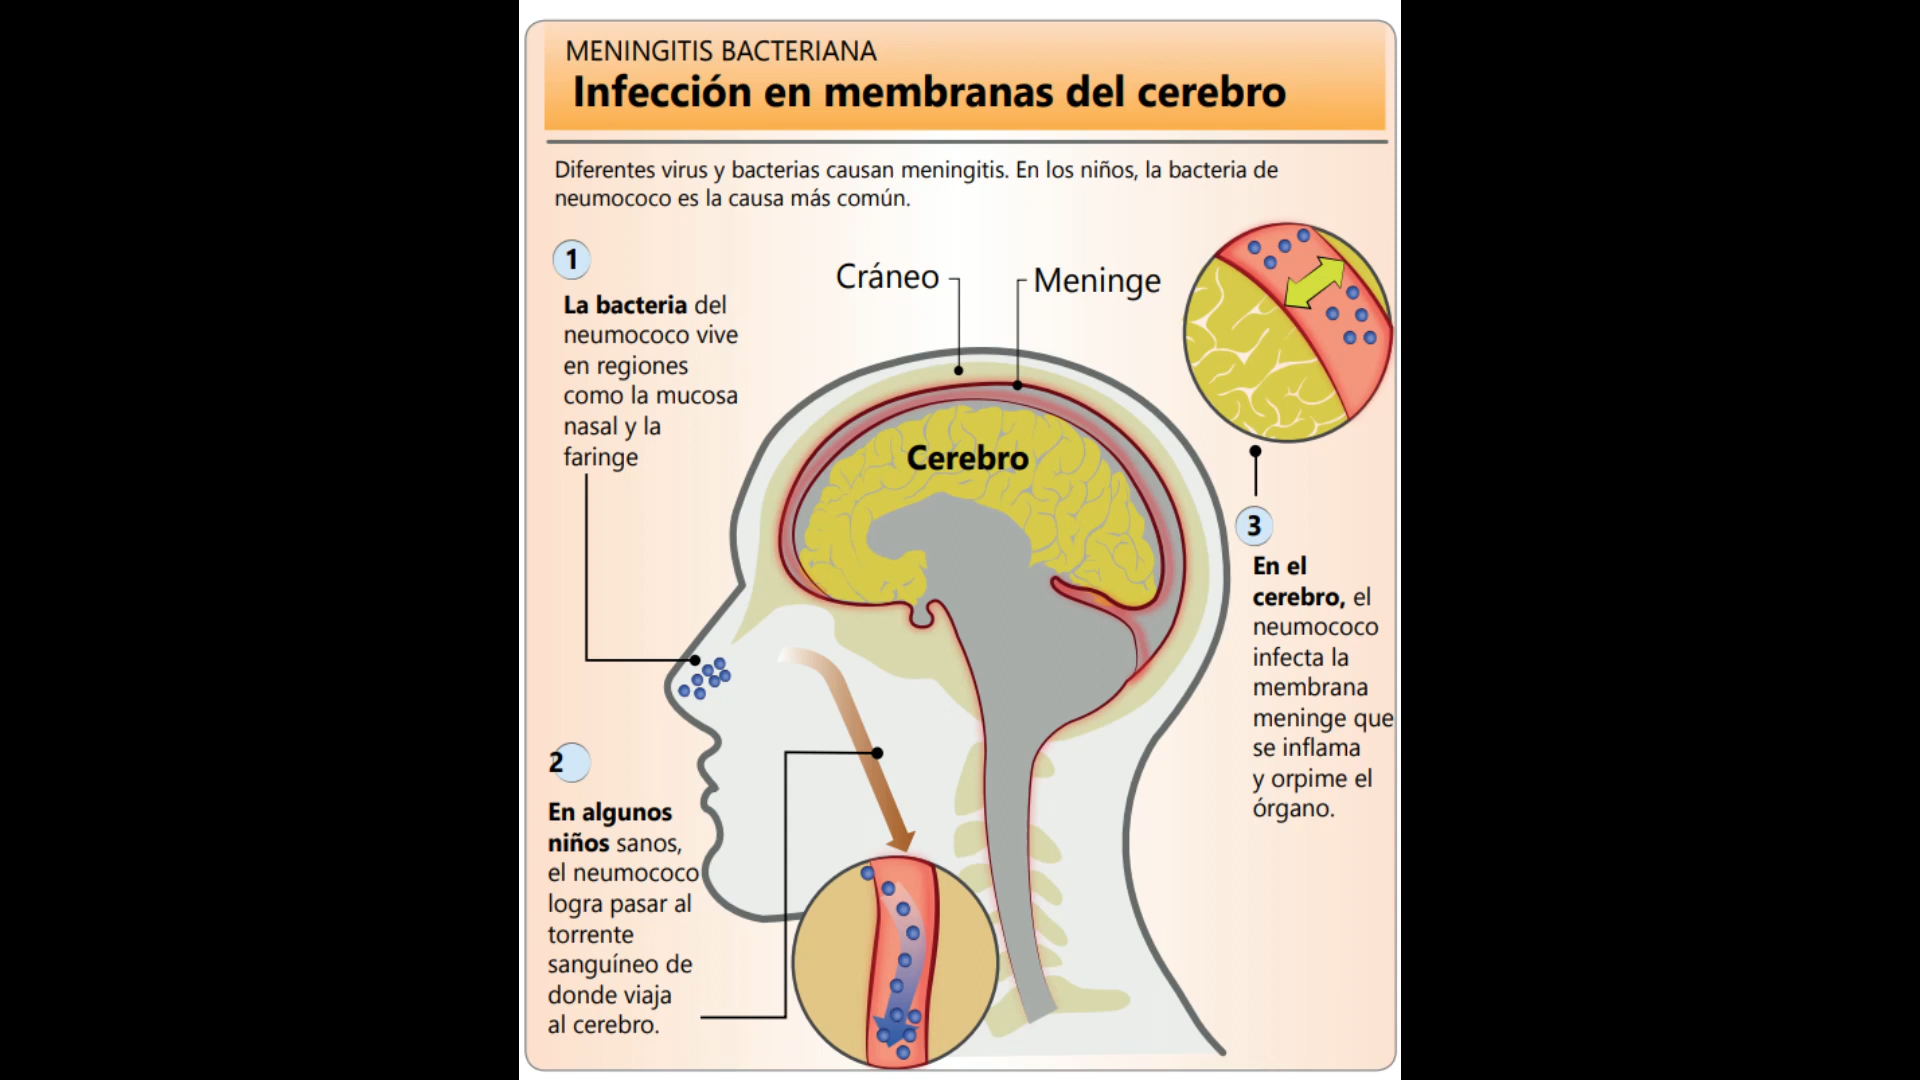 MENINGITIS BACTERIANA
Infección en membranas del cerebro
Diferentes virus y bacterias causan meningitis. En los niños, la bacteria de
neumococo es la causa más común.
1
La bacteria del
neumococo vive
en regiones
como la mucosa
nasal y la
faringe
Cráneo
Meninge
Cerebro
2
En algunos
niños sanos,
el neumococo
logra pasar al
torrente
sanguíneo de
donde viaja
al cerebro.
3
En el
cerebro, el
neumococo
infecta la
membrana
meninge que
se inflama
y orpime el
órgano.